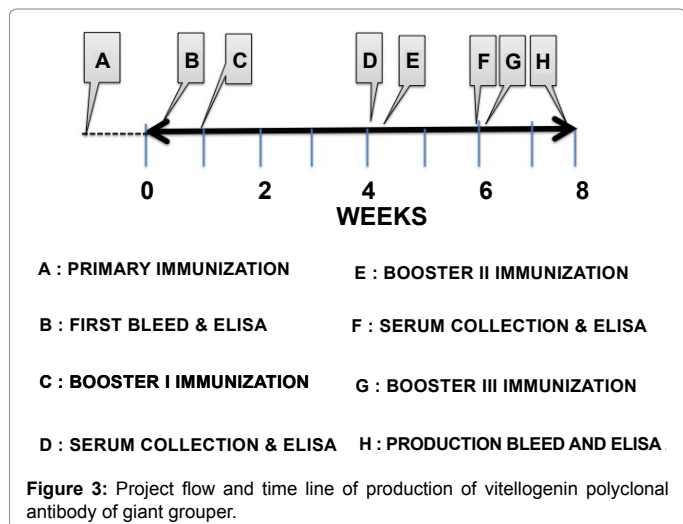 A B C D E F G H
0 2 4 6 8
WEEKS
A : PRIMARY IMMUNIZATION
E : BOOSTER II IMMUNIZATION
B : FIRST BLEED & ELISA
F : SERUM COLLECTION & ELISA
C : BOOSTER I IMMUNIZATION
G : BOOSTER III IMMUNIZATION
D : SERUM COLLECTION & ELISA
H : PRODUCTION BLEED AND ELISA
Figure 3: Project flow and time line of production of vitellogenin polyclonal
antibody of giant grouper.